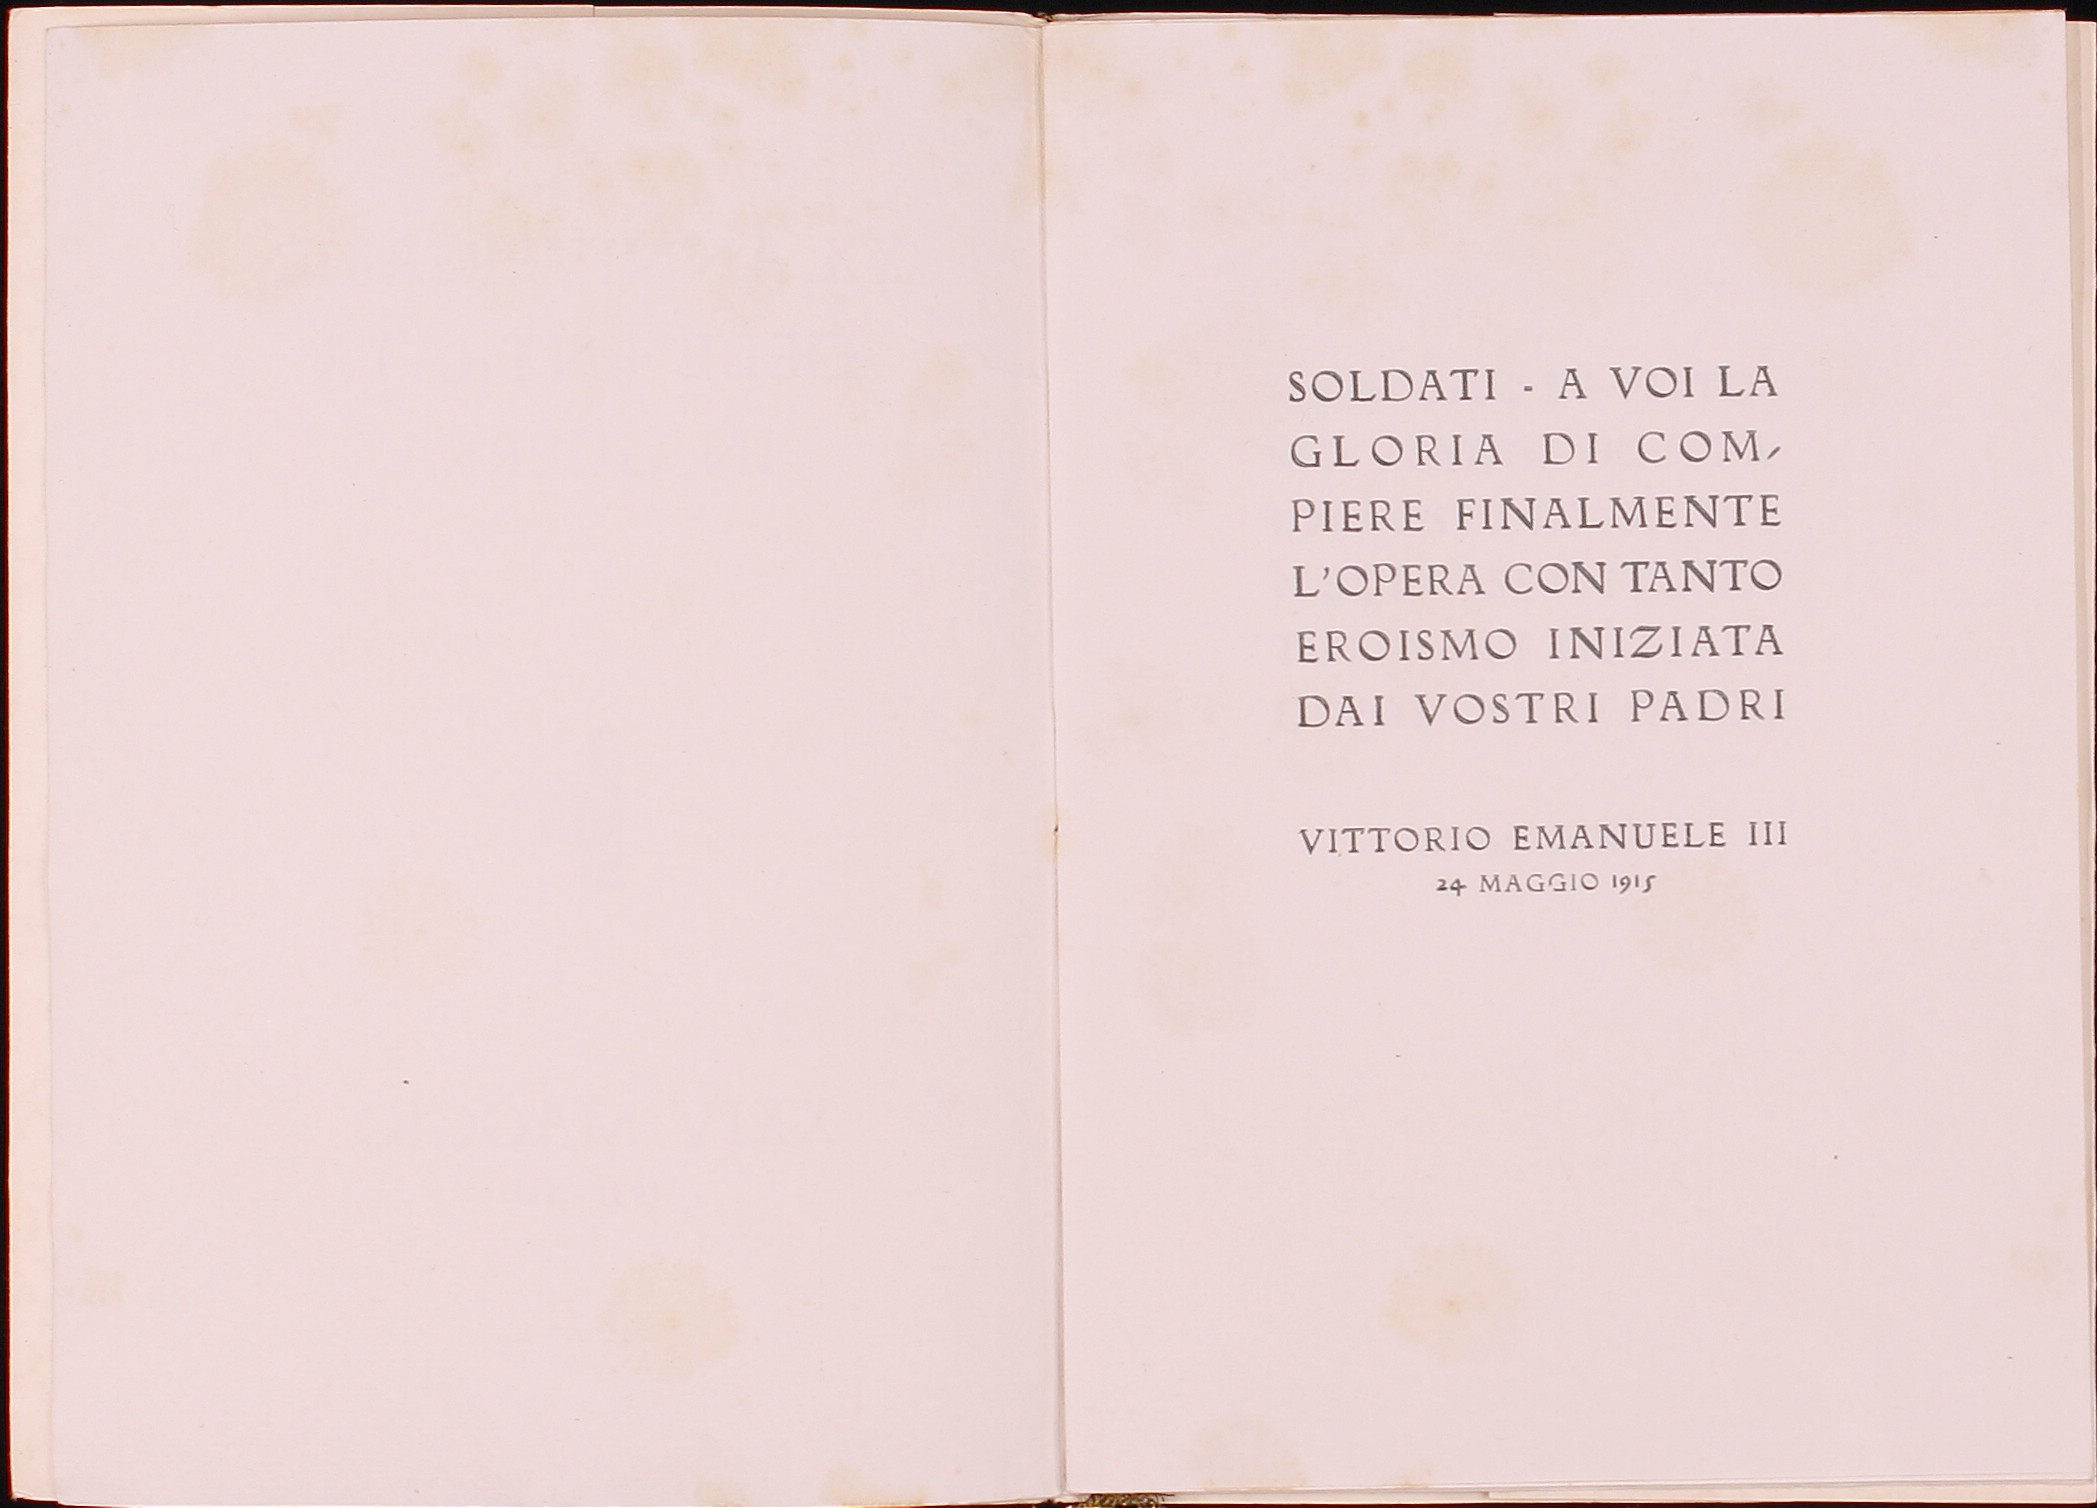 SOLDATI - A VOI LA
GLORIA DI COM-
PIERE FINALMENTE
L'OPERA CON TANTO
EROISMO INIZIATA
DAI VOSTRI PADRI
VITTORIO EMANUELE III
24 MAGGIO 1915